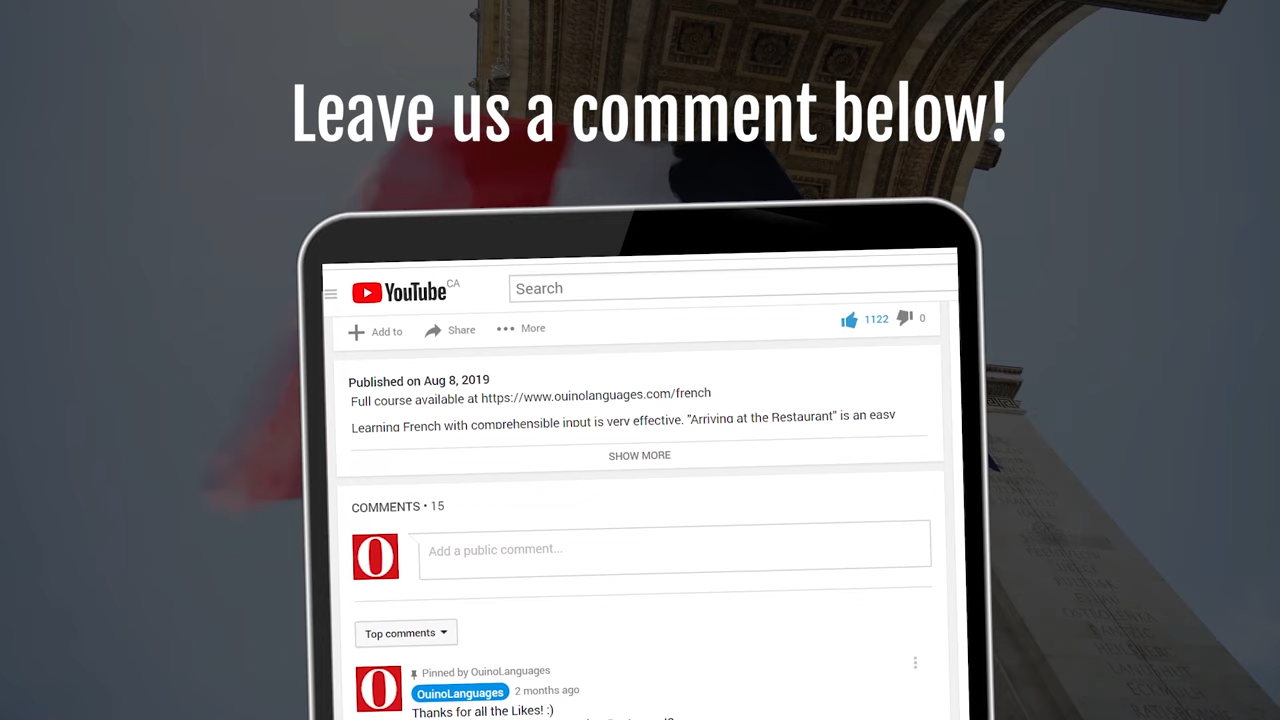 Leave us a comment below!
YouTube CA
Search
Add to
Share
More
1122
0
Published on Aug 8, 2019
Full course available at https://www.ouinolanguages.com/french
Learning French with comprehensible input is very effective. "Arriving at the Restaurant" is an easy
SHOW MORE
COMMENTS • 15
O
Add a public comment...
Top comments
O
Pinned by OuinoLanguages
OuinoLanguages 2 months ago
Thanks for all the Likes! :)